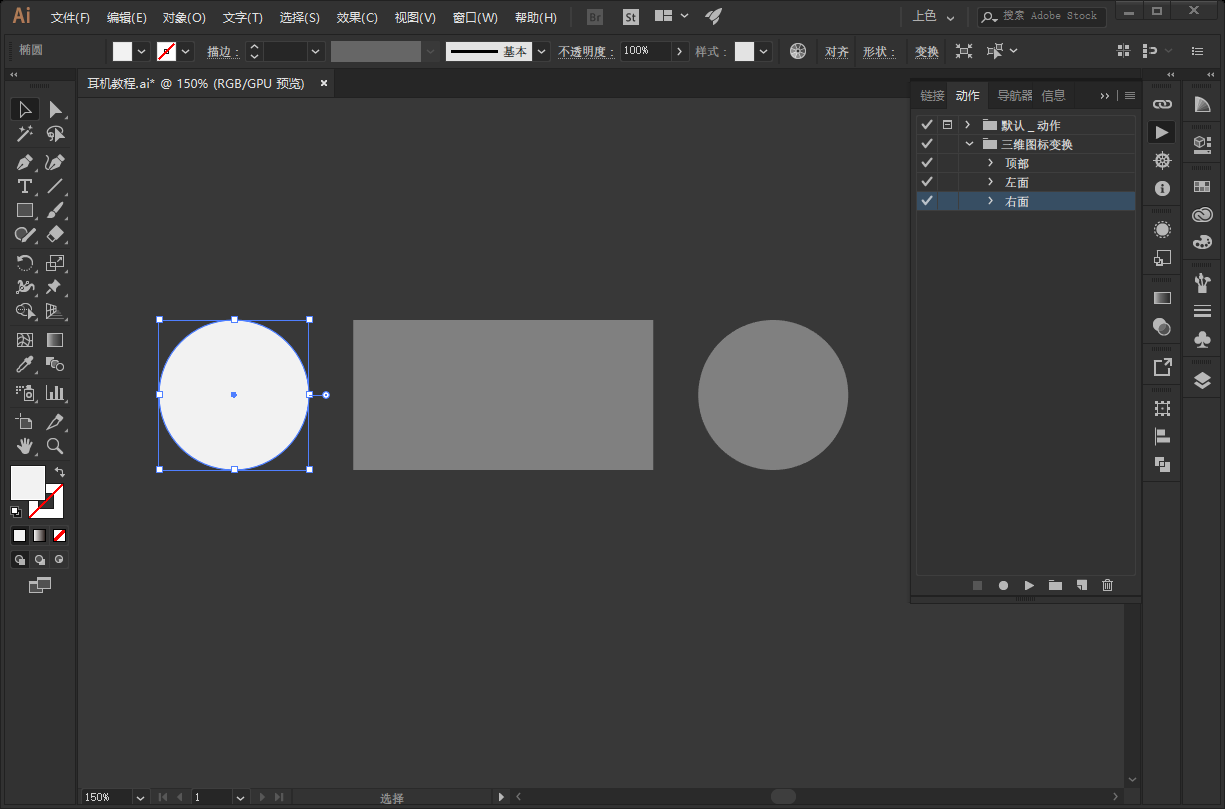 Ai 文件(F) 编辑(E) 对象(O) 文字(T) 选择(S) 效果(C) 视图(V) 窗口(W) 帮助(H) Br St 上色 搜索 Adobe Stock
椭圆 描边: 基本 不透明度: 100% 样式: 对齐 形状: 变换
耳机教程.ai* @ 150% (RGB/GPU 预览) ×
链接 动作 导航器 信息
默认 _ 动作
三维图标变换
顶部
左面
右面
150% 1 选择